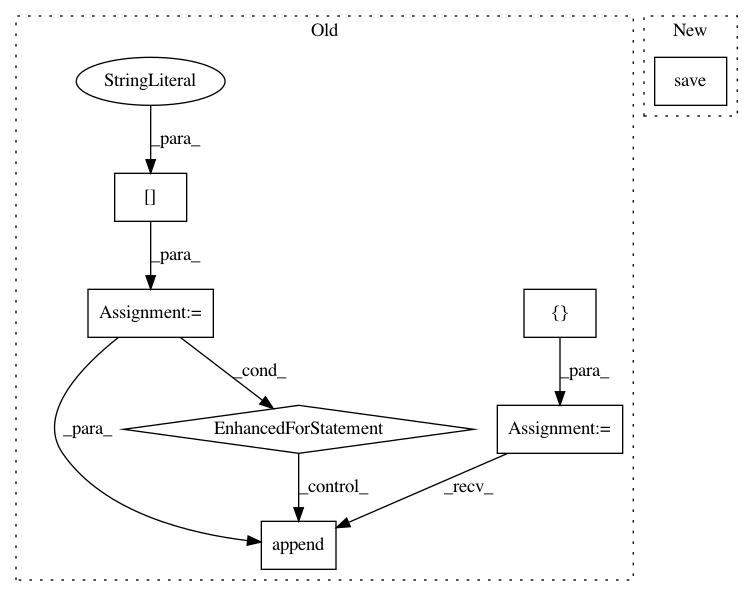 Old
New
StringLiteral
save
_para_
[]
_para_
Assignment:=
{}
_cond_
_para_
_para_
EnhancedForStatement
Assignment:=
_control_
_recv_
append